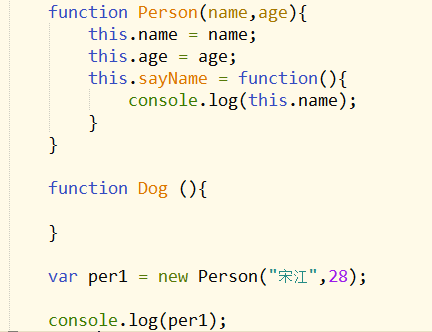 function Person(name,age){
this.name = name;
this.age = age;
this.sayName = function(){
console.log(this.name);
}
}
function Dog (){
}
var per1 = new Person("宋江",28);
console.log(per1);